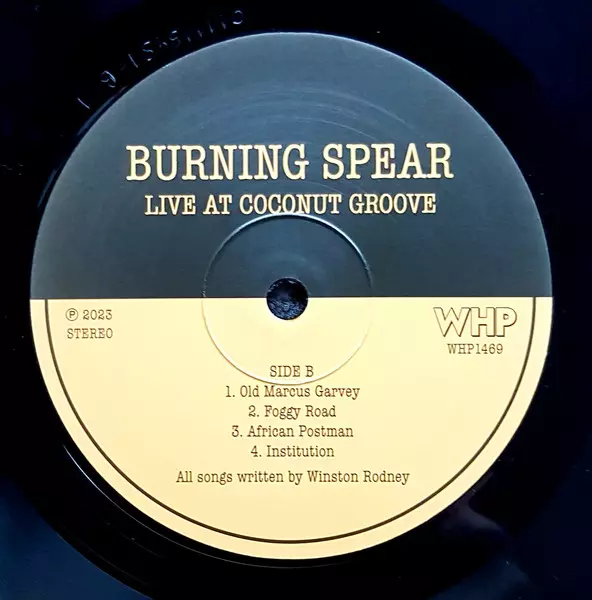 BURNING SPEAR
LIVE AT COCONUT GROOVE
Ⓟ 2023
STEREO
WHP
WHP1469
SIDE B
1. Old Marcus Garvey
2. Foggy Road
3. African Postman
4. Institution
All songs written by Winston Rodney